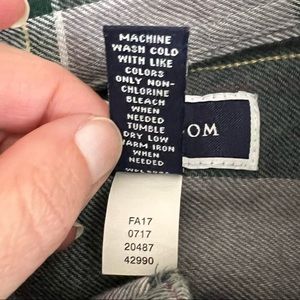 MACHINE
WASH COLD
WITH LIKE
COLORS
ONLY NON-
CHLORINE
BLEACH
WHEN
NEEDED
TUMBLE
DRY LOW
WARM IRON
WHEN
NEEDED
OM
FA17
0717
20487
42990